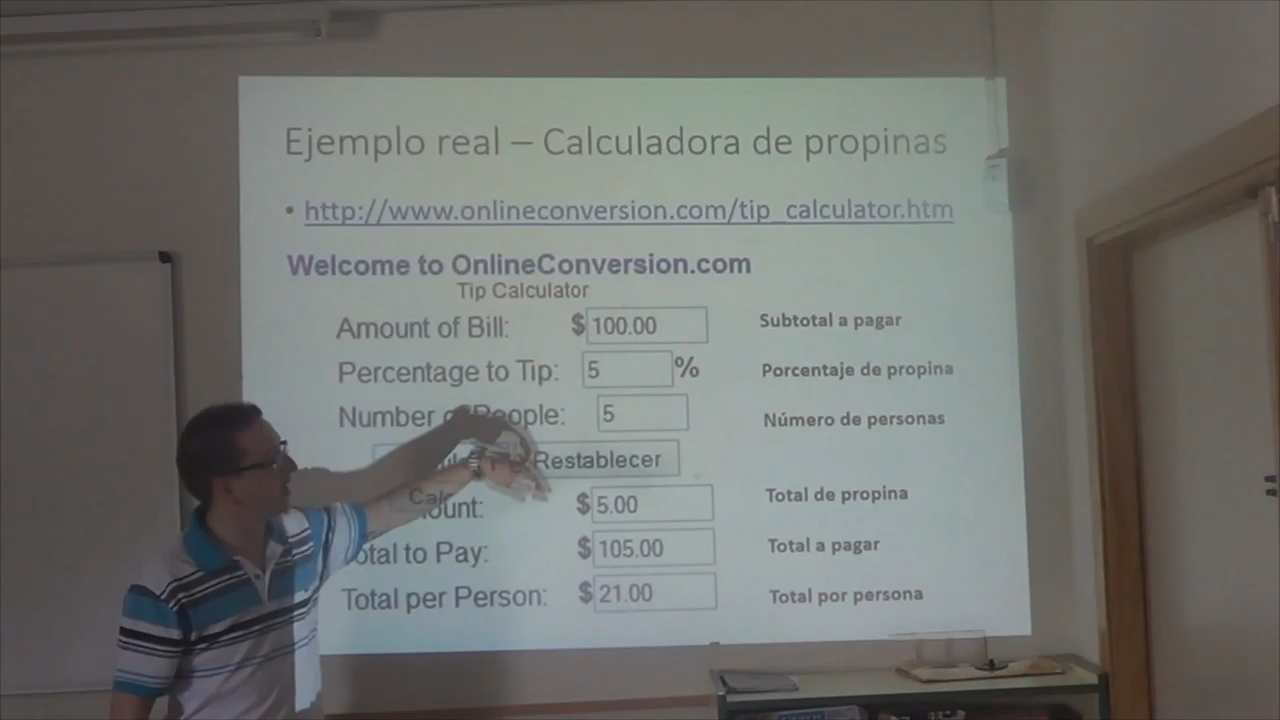 Ejemplo real – Calculadora de propinas
• http://www.onlineconversion.com/tip_calculator.htm
Welcome to OnlineConversion.com
Tip Calculator
Amount of Bill: $ 100.00 Subtotal a pagar
Percentage to Tip: 5 % Porcentaje de propina
Number of People: 5 Número de personas
Restablecer
$ 5.00 Total de propina
Total to Pay: $ 105.00 Total a pagar
Total per Person: $ 21.00 Total por persona